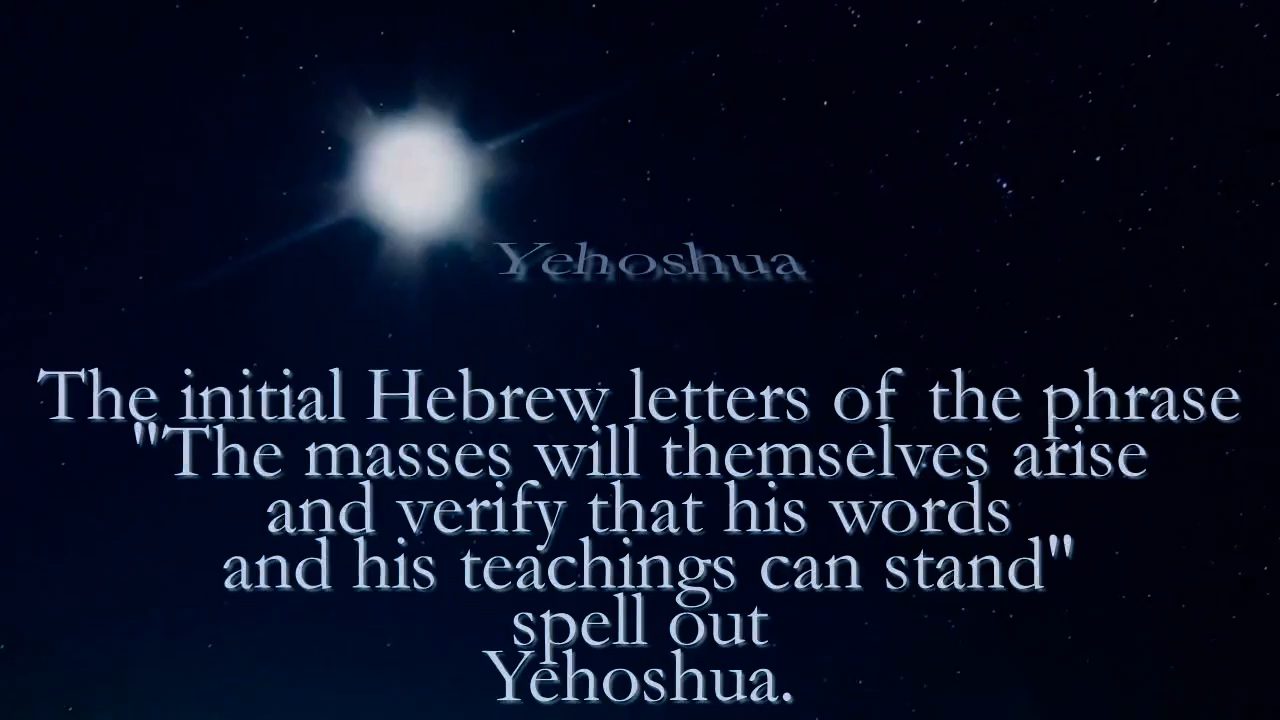 Yehoshua
The initial Hebrew letters of the phrase
"The masses will themselves arise
and verify that his words
and his teachings can stand"
spell out
Yehoshua.